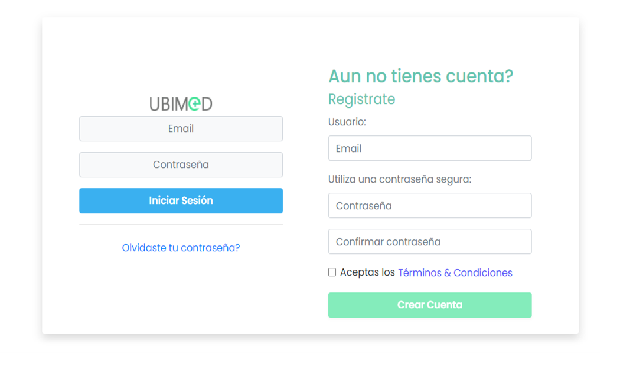 UBIMeD
Email
Contraseña
Iniciar Sesión
Olvidaste tu contraseña?
Aun no tienes cuenta?
Registrate
Usuario:
Email
Utiliza una contraseña segura:
Contraseña
Confirmar contraseña
Aceptas los Términos & Condiciones
Crear Cuenta